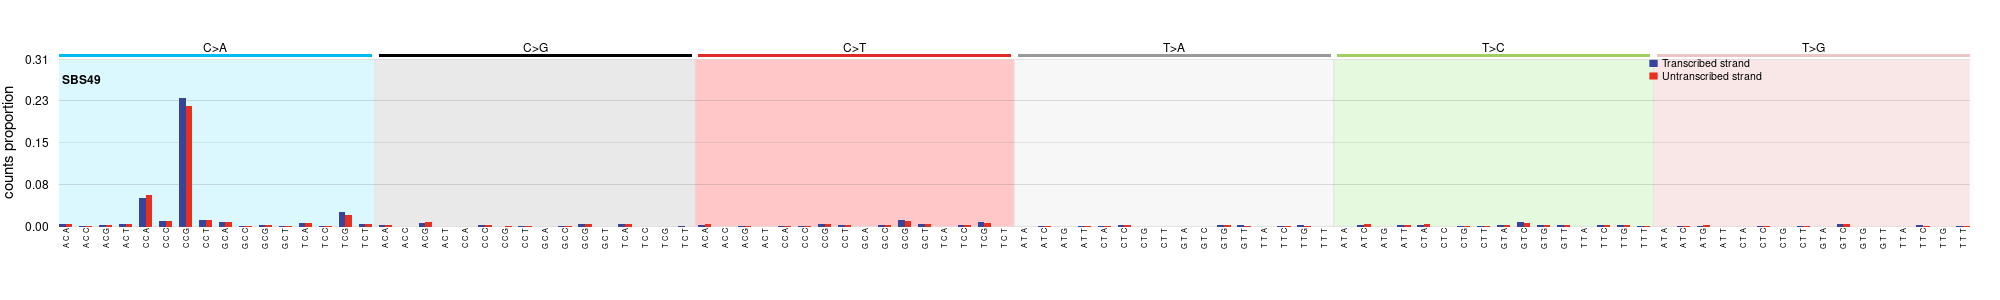 C>A C>G C>T T>A T>C T>G
0.31
SBS49
Transcribed strand
Untranscribed strand
0.23
0.15
0.08
0.00
counts proportion
ACA ACC ACG ACT CCA CCC CCG CCT GCA GCC GCG GCT TCA TCC TCG TCT ACA ACC ACG ACT CCA CCC CCG CCT GCA GCC GCG GCT TCA TCC TCG TCT ACA ACC ACG ACT CCA CCC CCG CCT GCA GCC GCG GCT TCA TCC TCG TCT ATA ATC ATG ATT CTA CTC CTG CTT GTA GTC GTG GTT TTA TTC TTG TTT ATA ATC ATG ATT CTA CTC CTG CTT GTA GTC GTG GTT TTA TTC TTG TTT ATA ATC ATG ATT CTA CTC CTG CTT GTA GTC GTG GTT TTA TTC TTG TTT